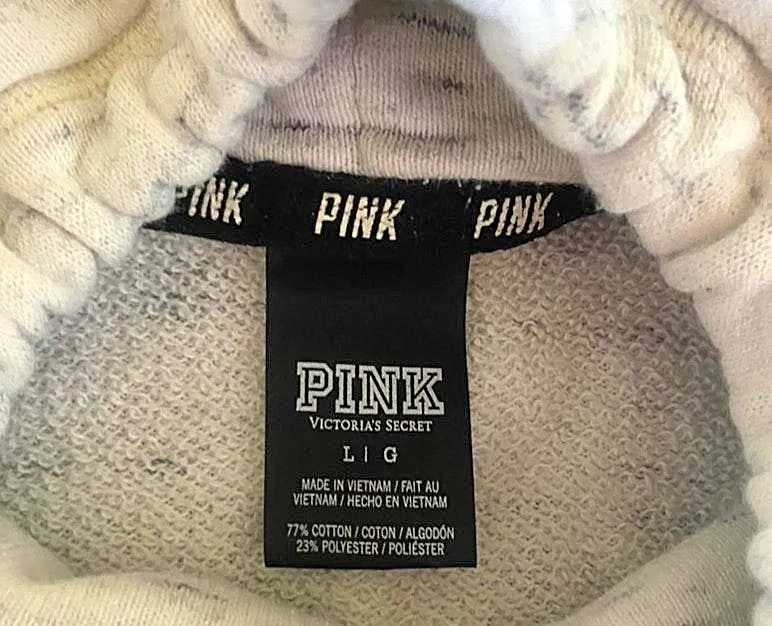 PINK PINK PINK
PINK
VICTORIA'S SECRET
L | G
MADE IN VIETNAM / FAIT AU
VIETNAM / HECHO EN VIETNAM
77% COTTON / COTON / ALGODÓN
23% POLYESTER / POLIÉSTER